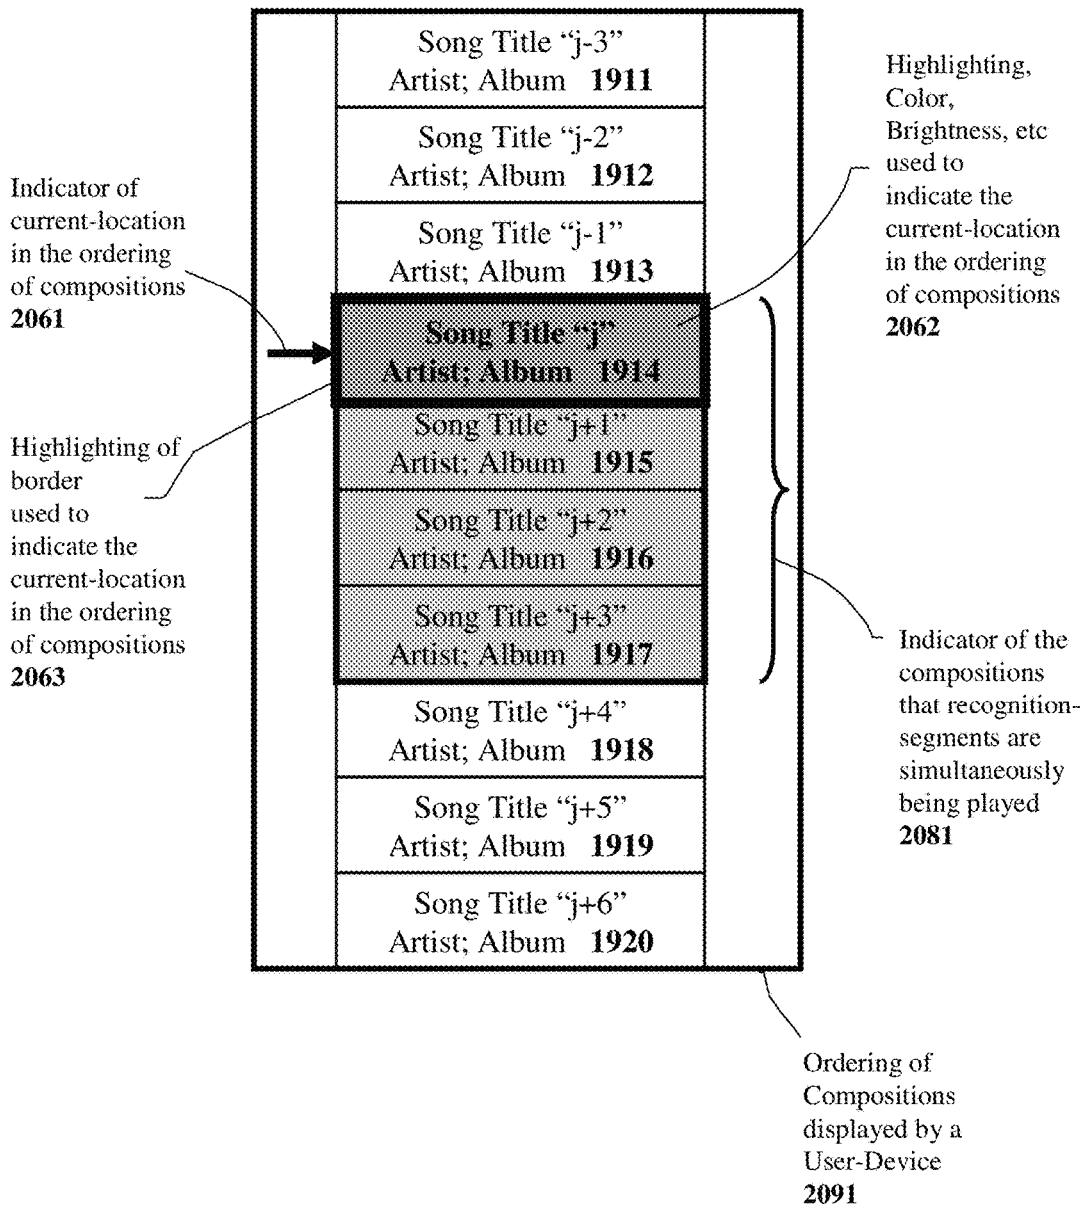 Song Title “j-3”
Artist; Album 1911
Song Title “j-2”
Artist; Album 1912
Song Title “j-1”
Artist; Album 1913
Song Title “j”
Artist; Album 1914
Song Title “j+1”
Artist; Album 1915
Song Title “j+2”
Artist; Album 1916
Song Title “j+3”
Artist; Album 1917
Song Title “j+4”
Artist; Album 1918
Song Title “j+5”
Artist; Album 1919
Song Title “j+6”
Artist; Album 1920
Indicator of
current-location
in the ordering
of compositions
2061
Highlighting of
border
used to
indicate the
current-location
in the ordering
of compositions
2063
Highlighting,
Color,
Brightness, etc
used to
indicate the
current-location
in the ordering
of compositions
2062
Indicator of the
compositions
that recognition-
segments are
simultaneously
being played
2081
Ordering of
Compositions
displayed by a
User-Device
2091